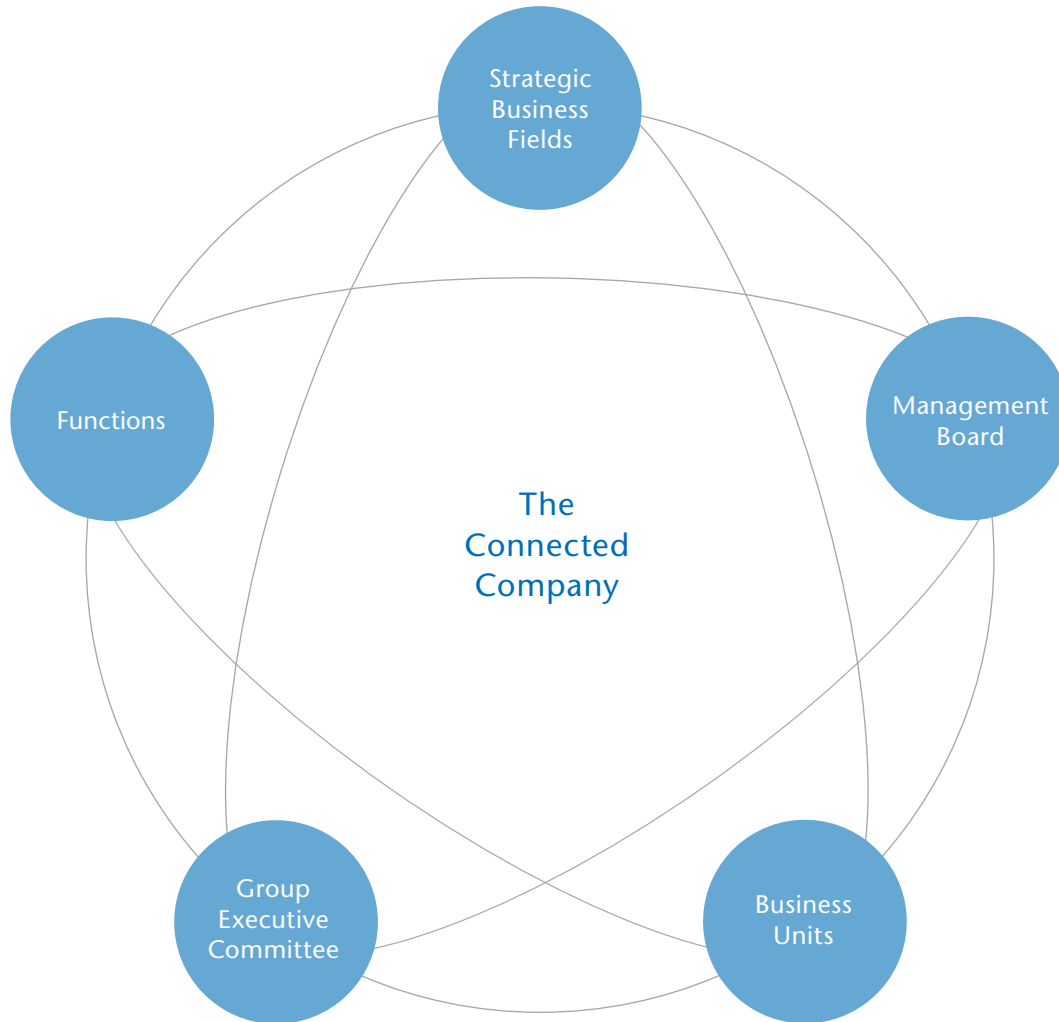 Strategic
Business
Fields
Functions
Management
Board
The
Connected
Company
Group
Executive
Committee
Business
Units